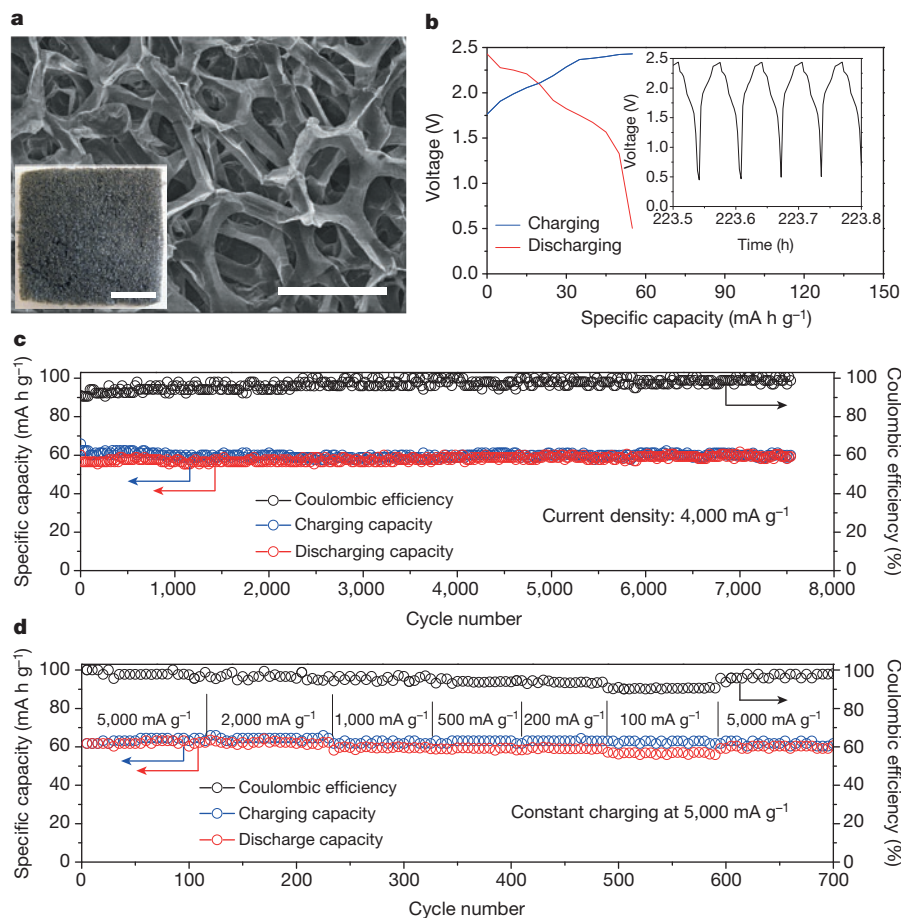 a
b
2.5
2.0
1.5
1.0
0.5
0.0
Voltage (V)
0
30
60
90
120
150
Specific capacity (mA h g⁻¹)
Charging
Discharging
2.5
2.0
1.5
1.0
0.5
0
Voltage (V)
223.5
223.6
223.7
223.8
Time (h)
c
100
80
60
40
20
0
Specific capacity (mA h g⁻¹)
Coulombic efficiency
Charging capacity
Discharging capacity
Current density: 4,000 mA g⁻¹
100
80
60
40
20
0
Coulombic efficiency (%)
0
1,000
2,000
3,000
4,000
5,000
6,000
7,000
8,000
Cycle number
d
100
80
60
40
20
0
Specific capacity (mA h g⁻¹)
5,000 mA g⁻¹
2,000 mA g⁻¹
1,000 mA g⁻¹
500 mA g⁻¹
200 mA g⁻¹
100 mA g⁻¹
5,000 mA g⁻¹
Coulombic efficiency
Charging capacity
Discharge capacity
Constant charging at 5,000 mA g⁻¹
100
80
60
40
20
0
Coulombic efficiency (%)
0
100
200
300
400
500
600
700
Cycle number